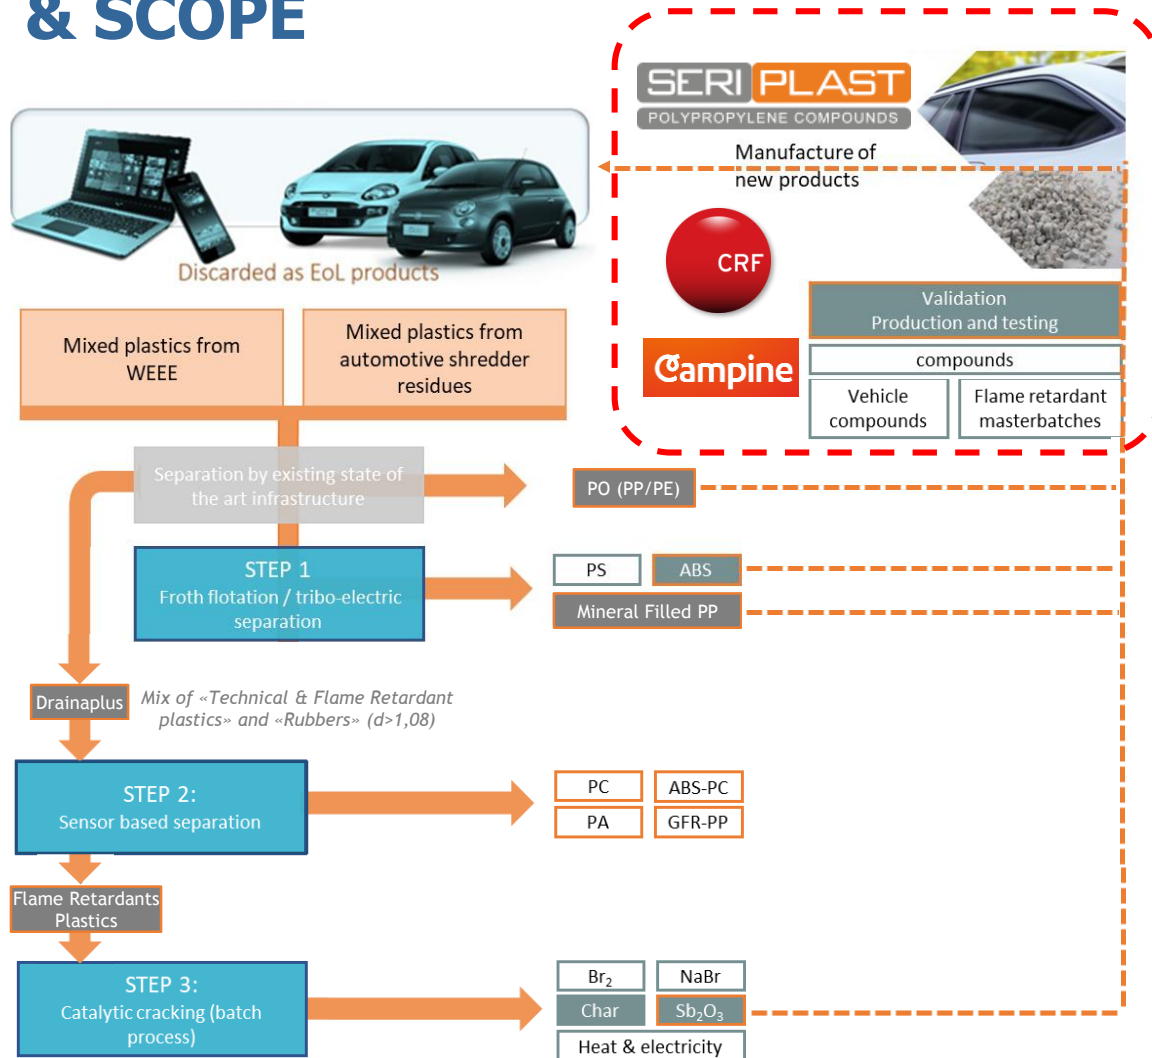 & SCOPE
SERI PLAST
POLYPROPYLENE COMPOUNDS
Manufacture of
new products
CRF
Campine
Validation
Production and testing
compounds
Vehicle
compounds
Flame retardant
masterbatches
Discarded as EoL products
Mixed plastics from
WEEE
Mixed plastics from
automotive shredder
residues
Separation by existing state of
the art infrastructure
PO (PP/PE)
STEP 1
Froth flotation / tribo-electric
separation
PS
ABS
Mineral Filled PP
Drainaplus
Mix of «Technical & Flame Retardant
plastics» and «Rubbers» (d>1,08)
STEP 2:
Sensor based separation
PC
ABS-PC
PA
GFR-PP
Flame Retardants
Plastics
STEP 3:
Catalytic cracking (batch
process)
Br₂
NaBr
Char
Sb₂O₃
Heat & electricity